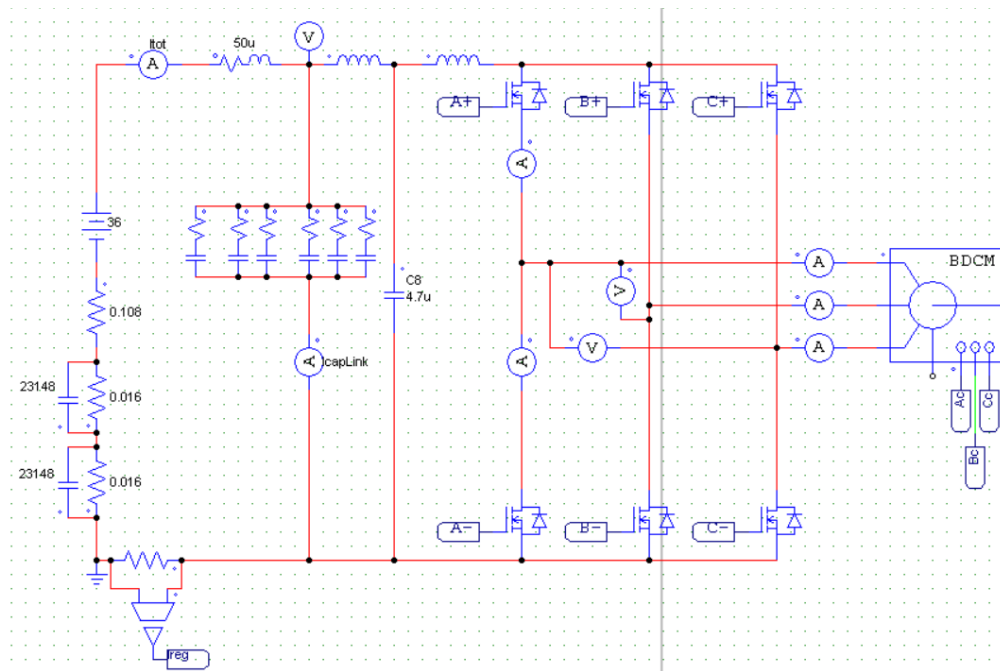 Itot
50u
V
A
A+
B+
C+
A
36
C8
4.7u
BDCM
V
A
0.108
A
A
IcapLink
A
V
A
23148
0.016
Ac
Cc
Bc
23148
0.016
A-
B-
C-
Ireg